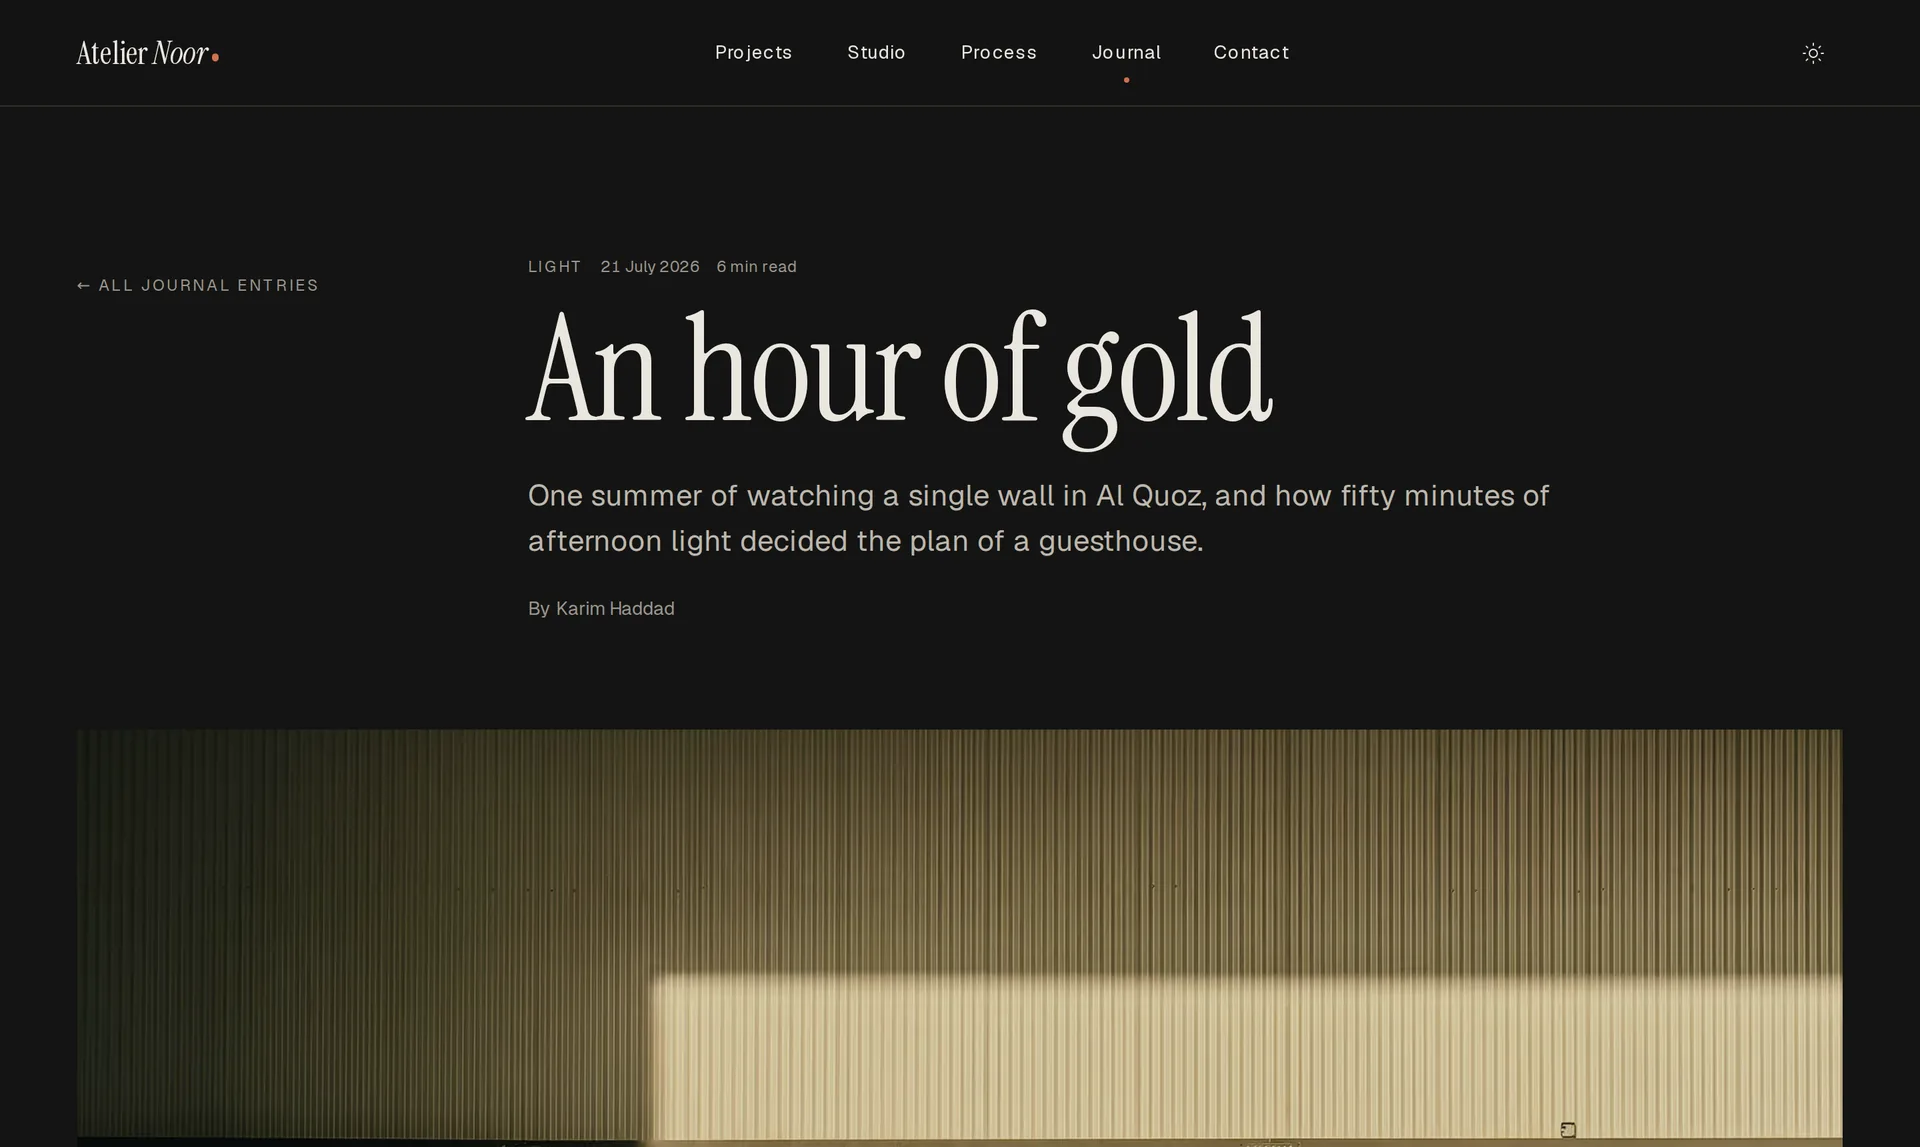 Atelier Noor
Projects Studio Process Journal Contact
← ALL JOURNAL ENTRIES
LIGHT 21 July 2026 6 min read
An hour of gold
One summer of watching a single wall in Al Quoz, and how fifty minutes of
afternoon light decided the plan of a guesthouse.
By Karim Haddad